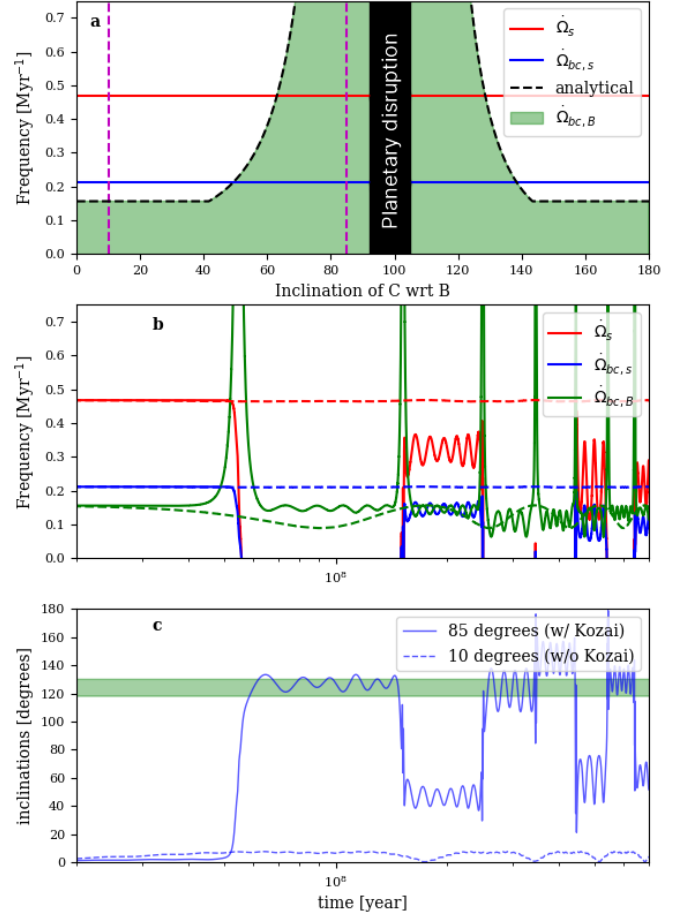 0.7
0.6
0.5
0.4
0.3
0.2
0.1
0.0
Frequency [Myr⁻¹]
a
Planetary disruption
Ω̇ₛ
Ω̇_{bc, s}
analytical
Ω̇_{bc, B}
0 20 40 60 80 100 120 140 160 180
Inclination of C wrt B
0.7
0.6
0.5
0.4
0.3
0.2
0.1
0.0
Frequency [Myr⁻¹]
b
Ω̇ₛ
Ω̇_{bc, s}
Ω̇_{bc, B}
10⁸
180
160
140
120
100
80
60
40
20
0
inclinations [degrees]
c
85 degrees (w/ Kozai)
10 degrees (w/o Kozai)
10⁸
time [year]